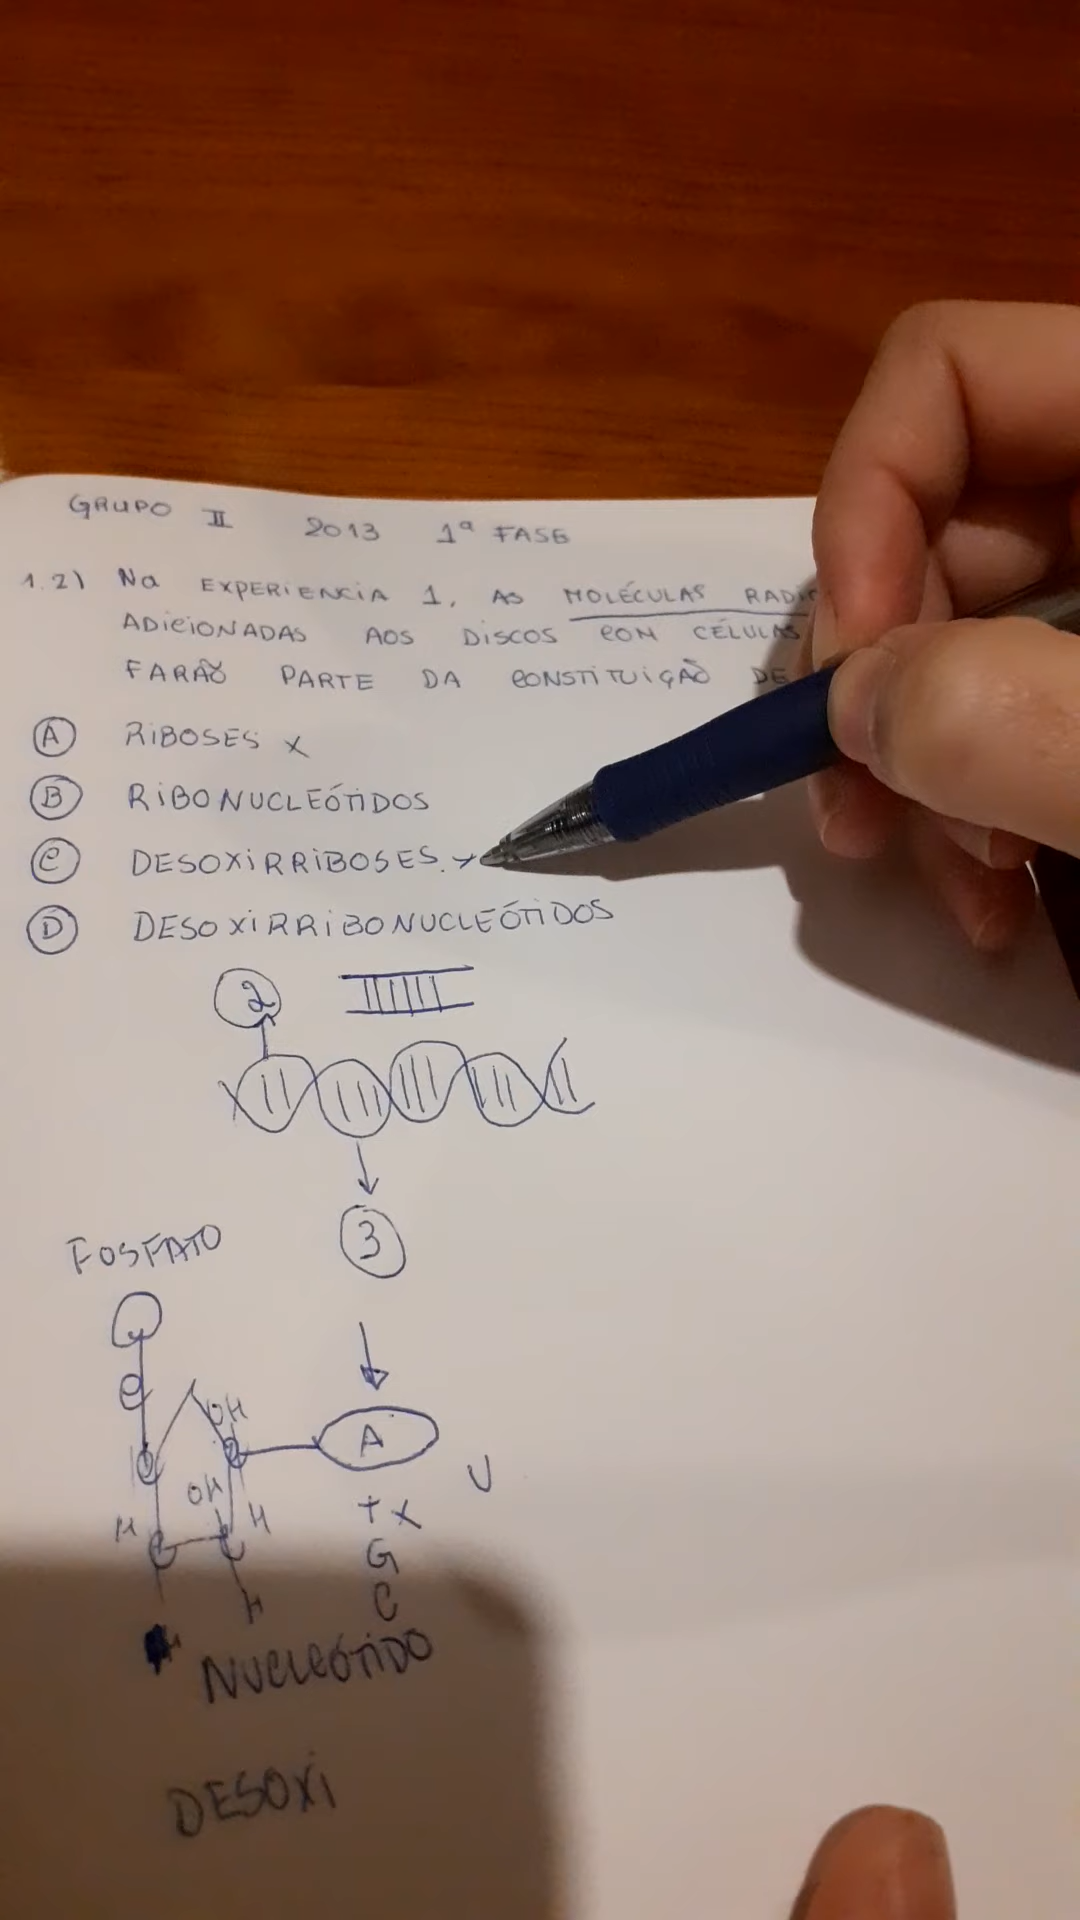 GRUPO II 2013 1ª FASE
1.2) Na EXPERIENCIA 1, AS MOLÉCULAS
ADICIONADAS AOS DISCOS COM CÉLULAS
FARÃO PARTE DA CONSTITUIÇÃO DE
A RIBOSES X
B RIBONUCLEÓTIDOS
C DESOXIRRIBOSES. X
D DESOXIRRIBONUCLEÓTIDOS
2
3
FOSFATO
C
OH
A
U
OH
H
H
T X
G
C
H
NUCLEÓTIDO
DESOXI